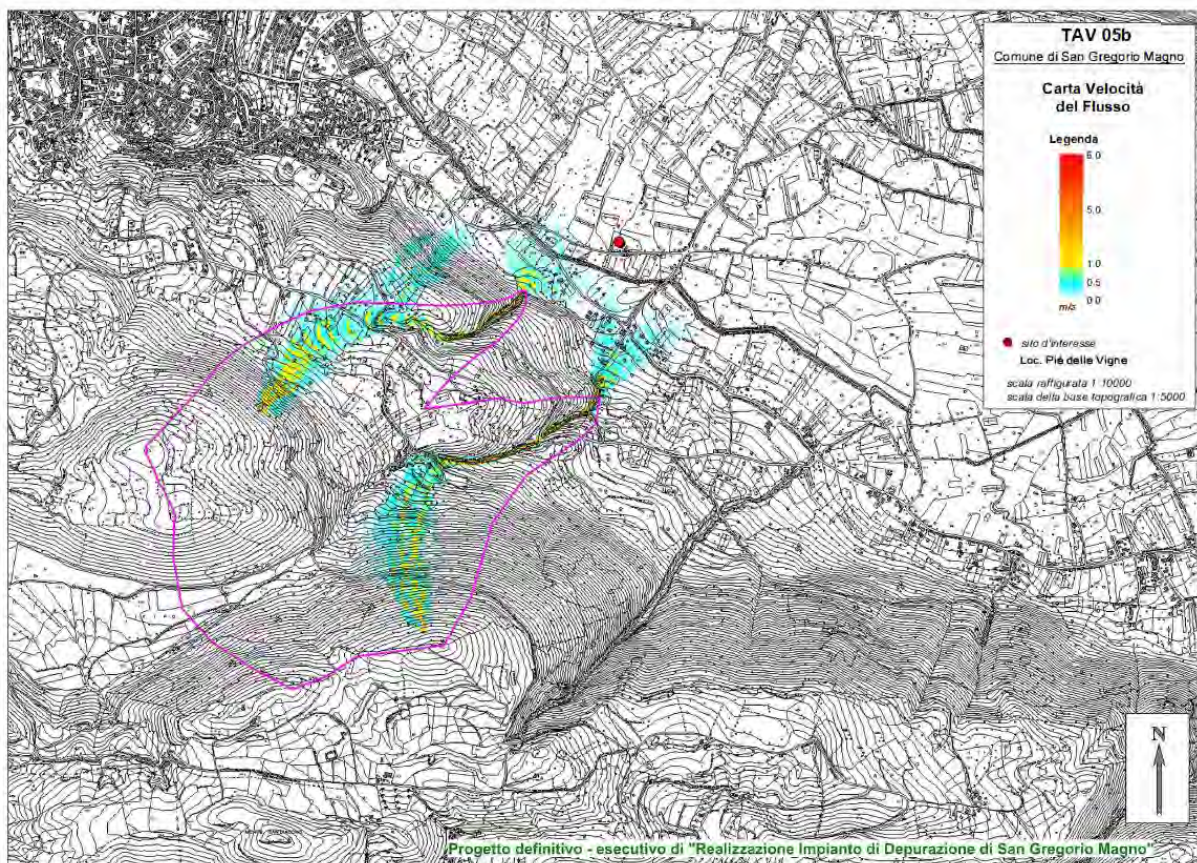 TAV 05b
Comune di San Gregorio Magno
Carta Velocità
del Flusso
Legenda
6.0
5.0
1.0
0.5
0.0
m/s
sito d'interesse
Loc. Pié delle Vigne
scala raffigurata 1:10000
scala della base topografica 1:5000
N
Progetto definitivo - esecutivo di "Realizzazione Impianto di Depurazione di San Gregorio Magno"